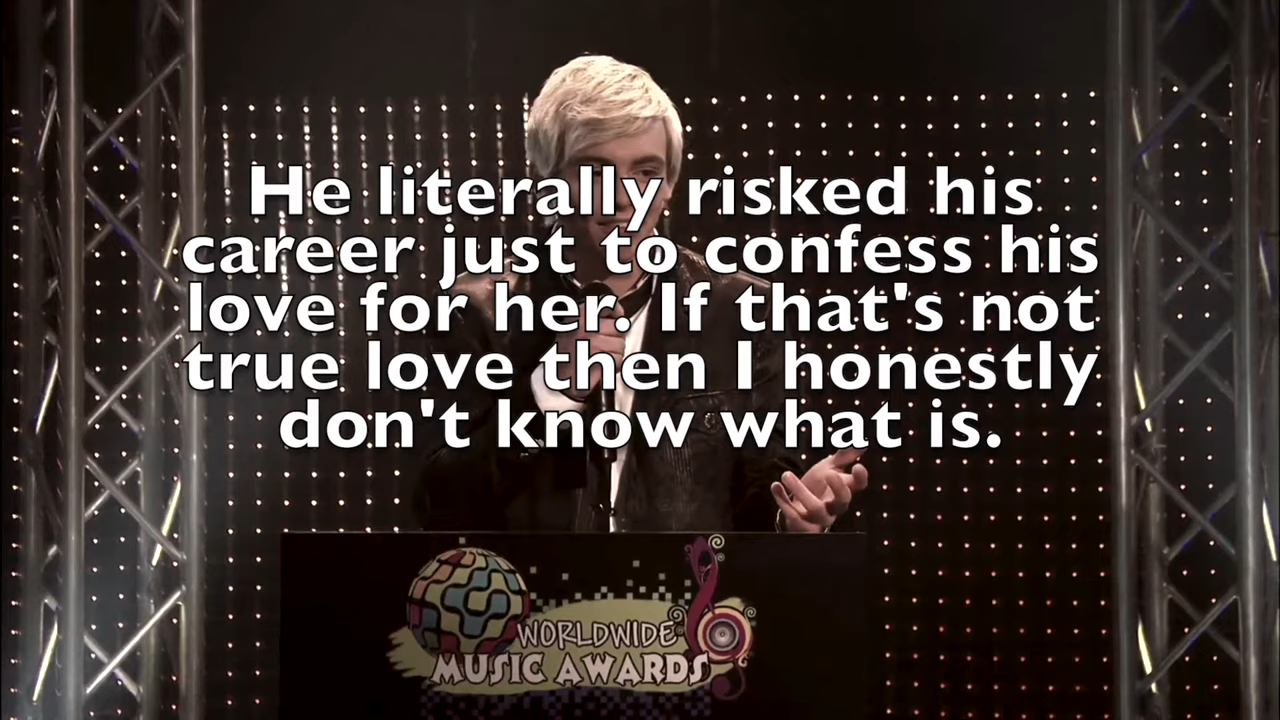 He literally risked his
career just to confess his
love for her. If that's not
true love then I honestly
don't know what is.
WORLDWIDE
MUSIC AWARDS